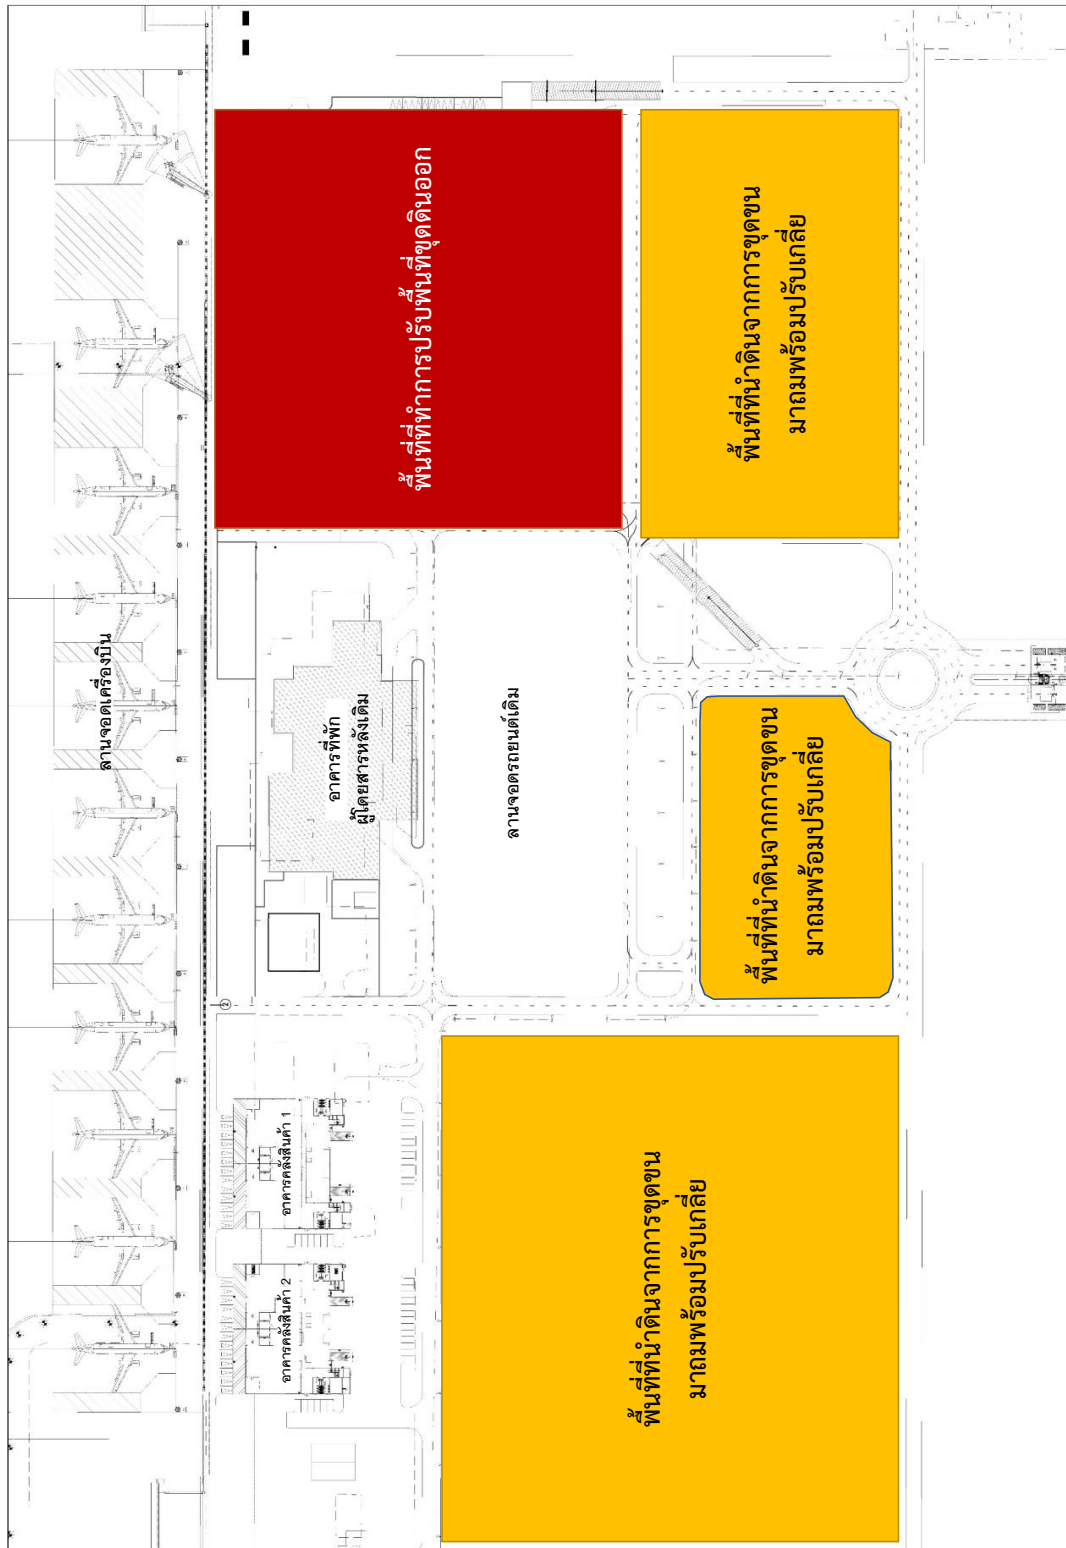 ลานจอดเครื่องบิน
อาคารคลังสินค้า 2
อาคารคลังสินค้า 1
2
อาคารที่พัก
ผู้โดยสารหลังเดิม
พื้นที่ที่ทำการปรับพื้นที่ขุดดินออก
ลานจอดรถยนต์เดิม
พื้นที่ที่นำดินจากการขุดขน
มาถมพร้อมปรับเกลี่ย
พื้นที่ที่นำดินจากการขุดขน
มาถมพร้อมปรับเกลี่ย
พื้นที่ที่นำดินจากการขุดขน
มาถมพร้อมปรับเกลี่ย